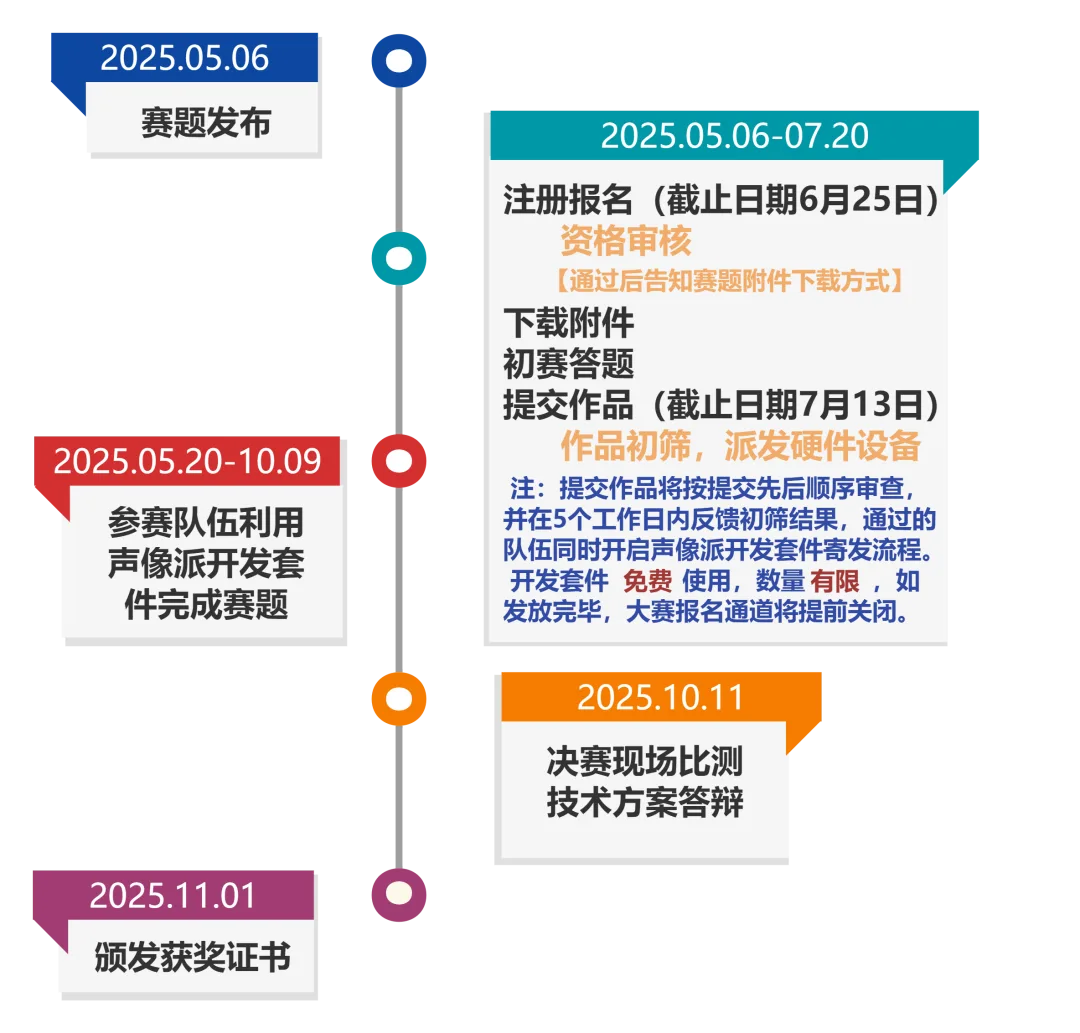 2025.05.06
赛题发布
2025.05.06-07.20
注册报名（截止日期6月25日）
资格审核
【通过后告知赛题附件下载方式】
下载附件
初赛答题
提交作品（截止日期7月13日）
作品初筛，派发硬件设备
注：提交作品将按提交先后顺序审查，
并在5个工作日内反馈初筛结果，通过的
队伍同时开启声像派开发套件寄发流程。
开发套件 免费 使用，数量 有限 ，如
发放完毕，大赛报名通道将提前关闭。
2025.05.20-10.09
参赛队伍利用
声像派开发套
件完成赛题
2025.10.11
决赛现场比测
技术方案答辩
2025.11.01
颁发获奖证书